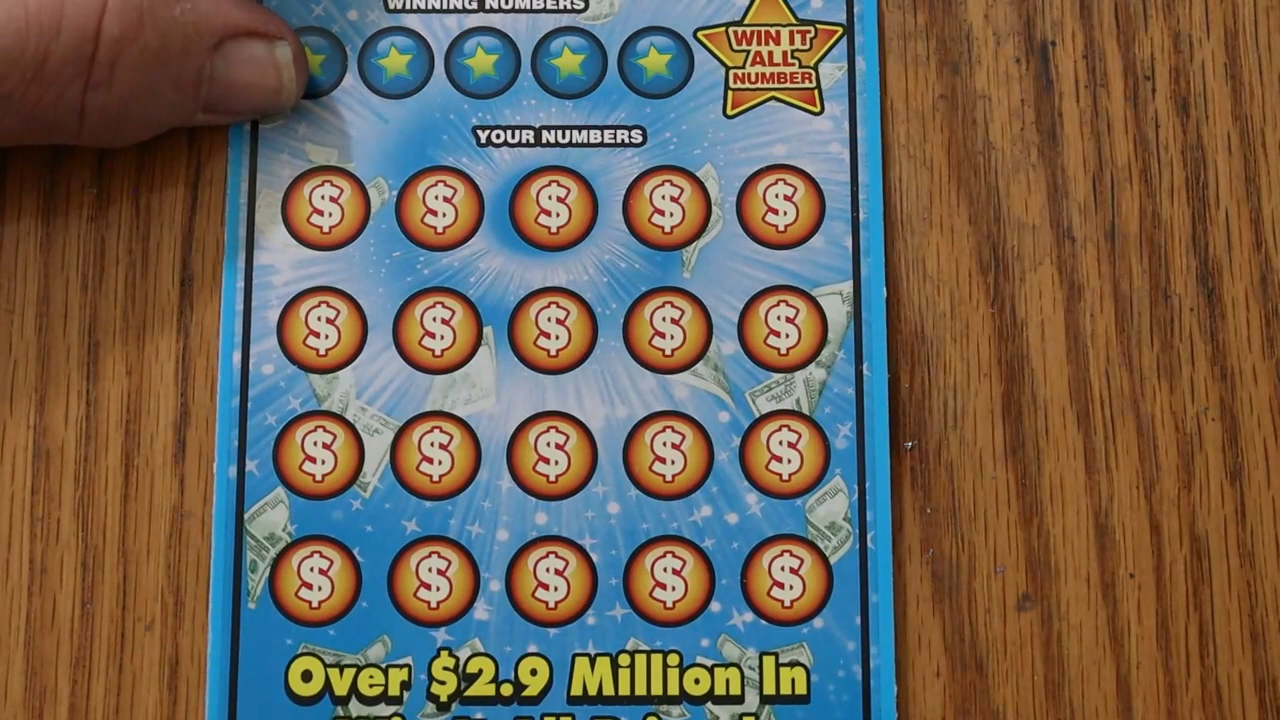 WINNING NUMBERS
WIN IT
ALL
NUMBER
YOUR NUMBERS
$ $ $ $ $
$ $ $ $ $
$ $ $ $ $
$ $ $ $ $
Over $2.9 Million In